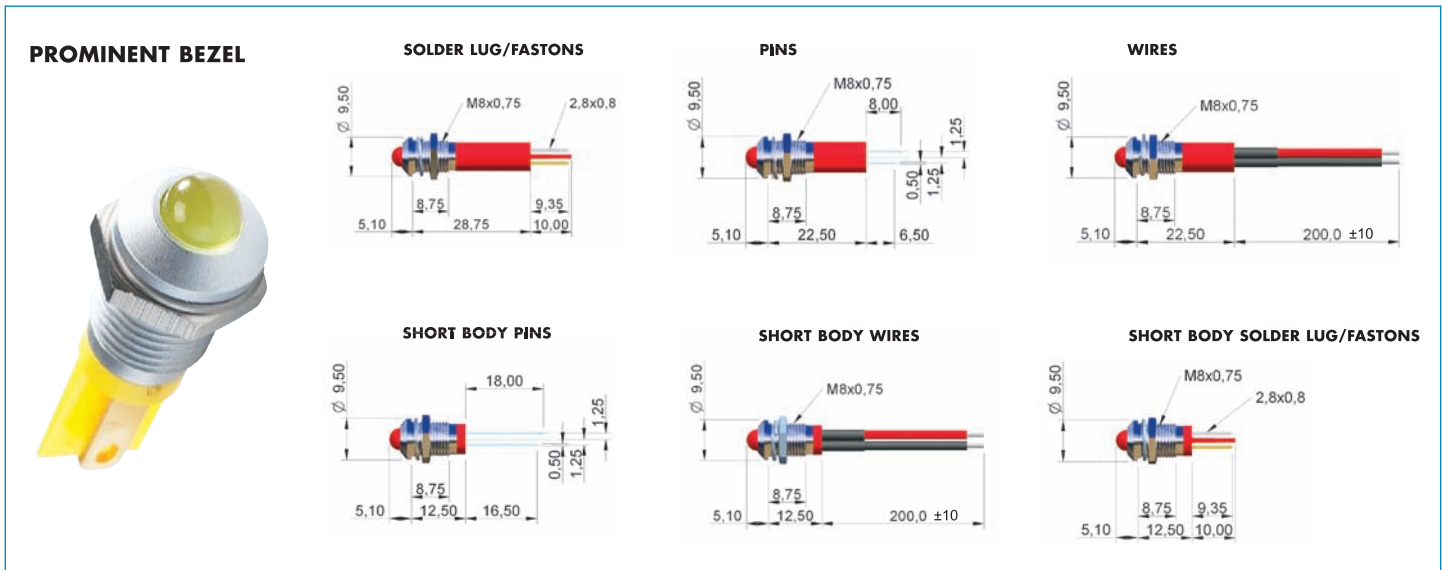 PROMINENT BEZEL
SOLDER LUG/FASTONS
Ø 9,50
M8x0,75
2,8x0,8
8,75
9,35
5,10
28,75
10,00
PINS
Ø 9,50
M8x0,75
8,00
1,25
0,50
1,25
8,75
5,10
22,50
6,50
WIRES
Ø 9,50
M8x0,75
8,75
5,10
22,50
200,0 ±10
SHORT BODY PINS
Ø 9,50
18,00
1,25
0,50
1,25
8,75
5,10
12,50
16,50
SHORT BODY WIRES
Ø 9,50
M8x0,75
8,75
5,10
12,50
200,0 ±10
SHORT BODY SOLDER LUG/FASTONS
Ø 9,50
M8x0,75
2,8x0,8
8,75
9,35
5,10
12,50
10,00